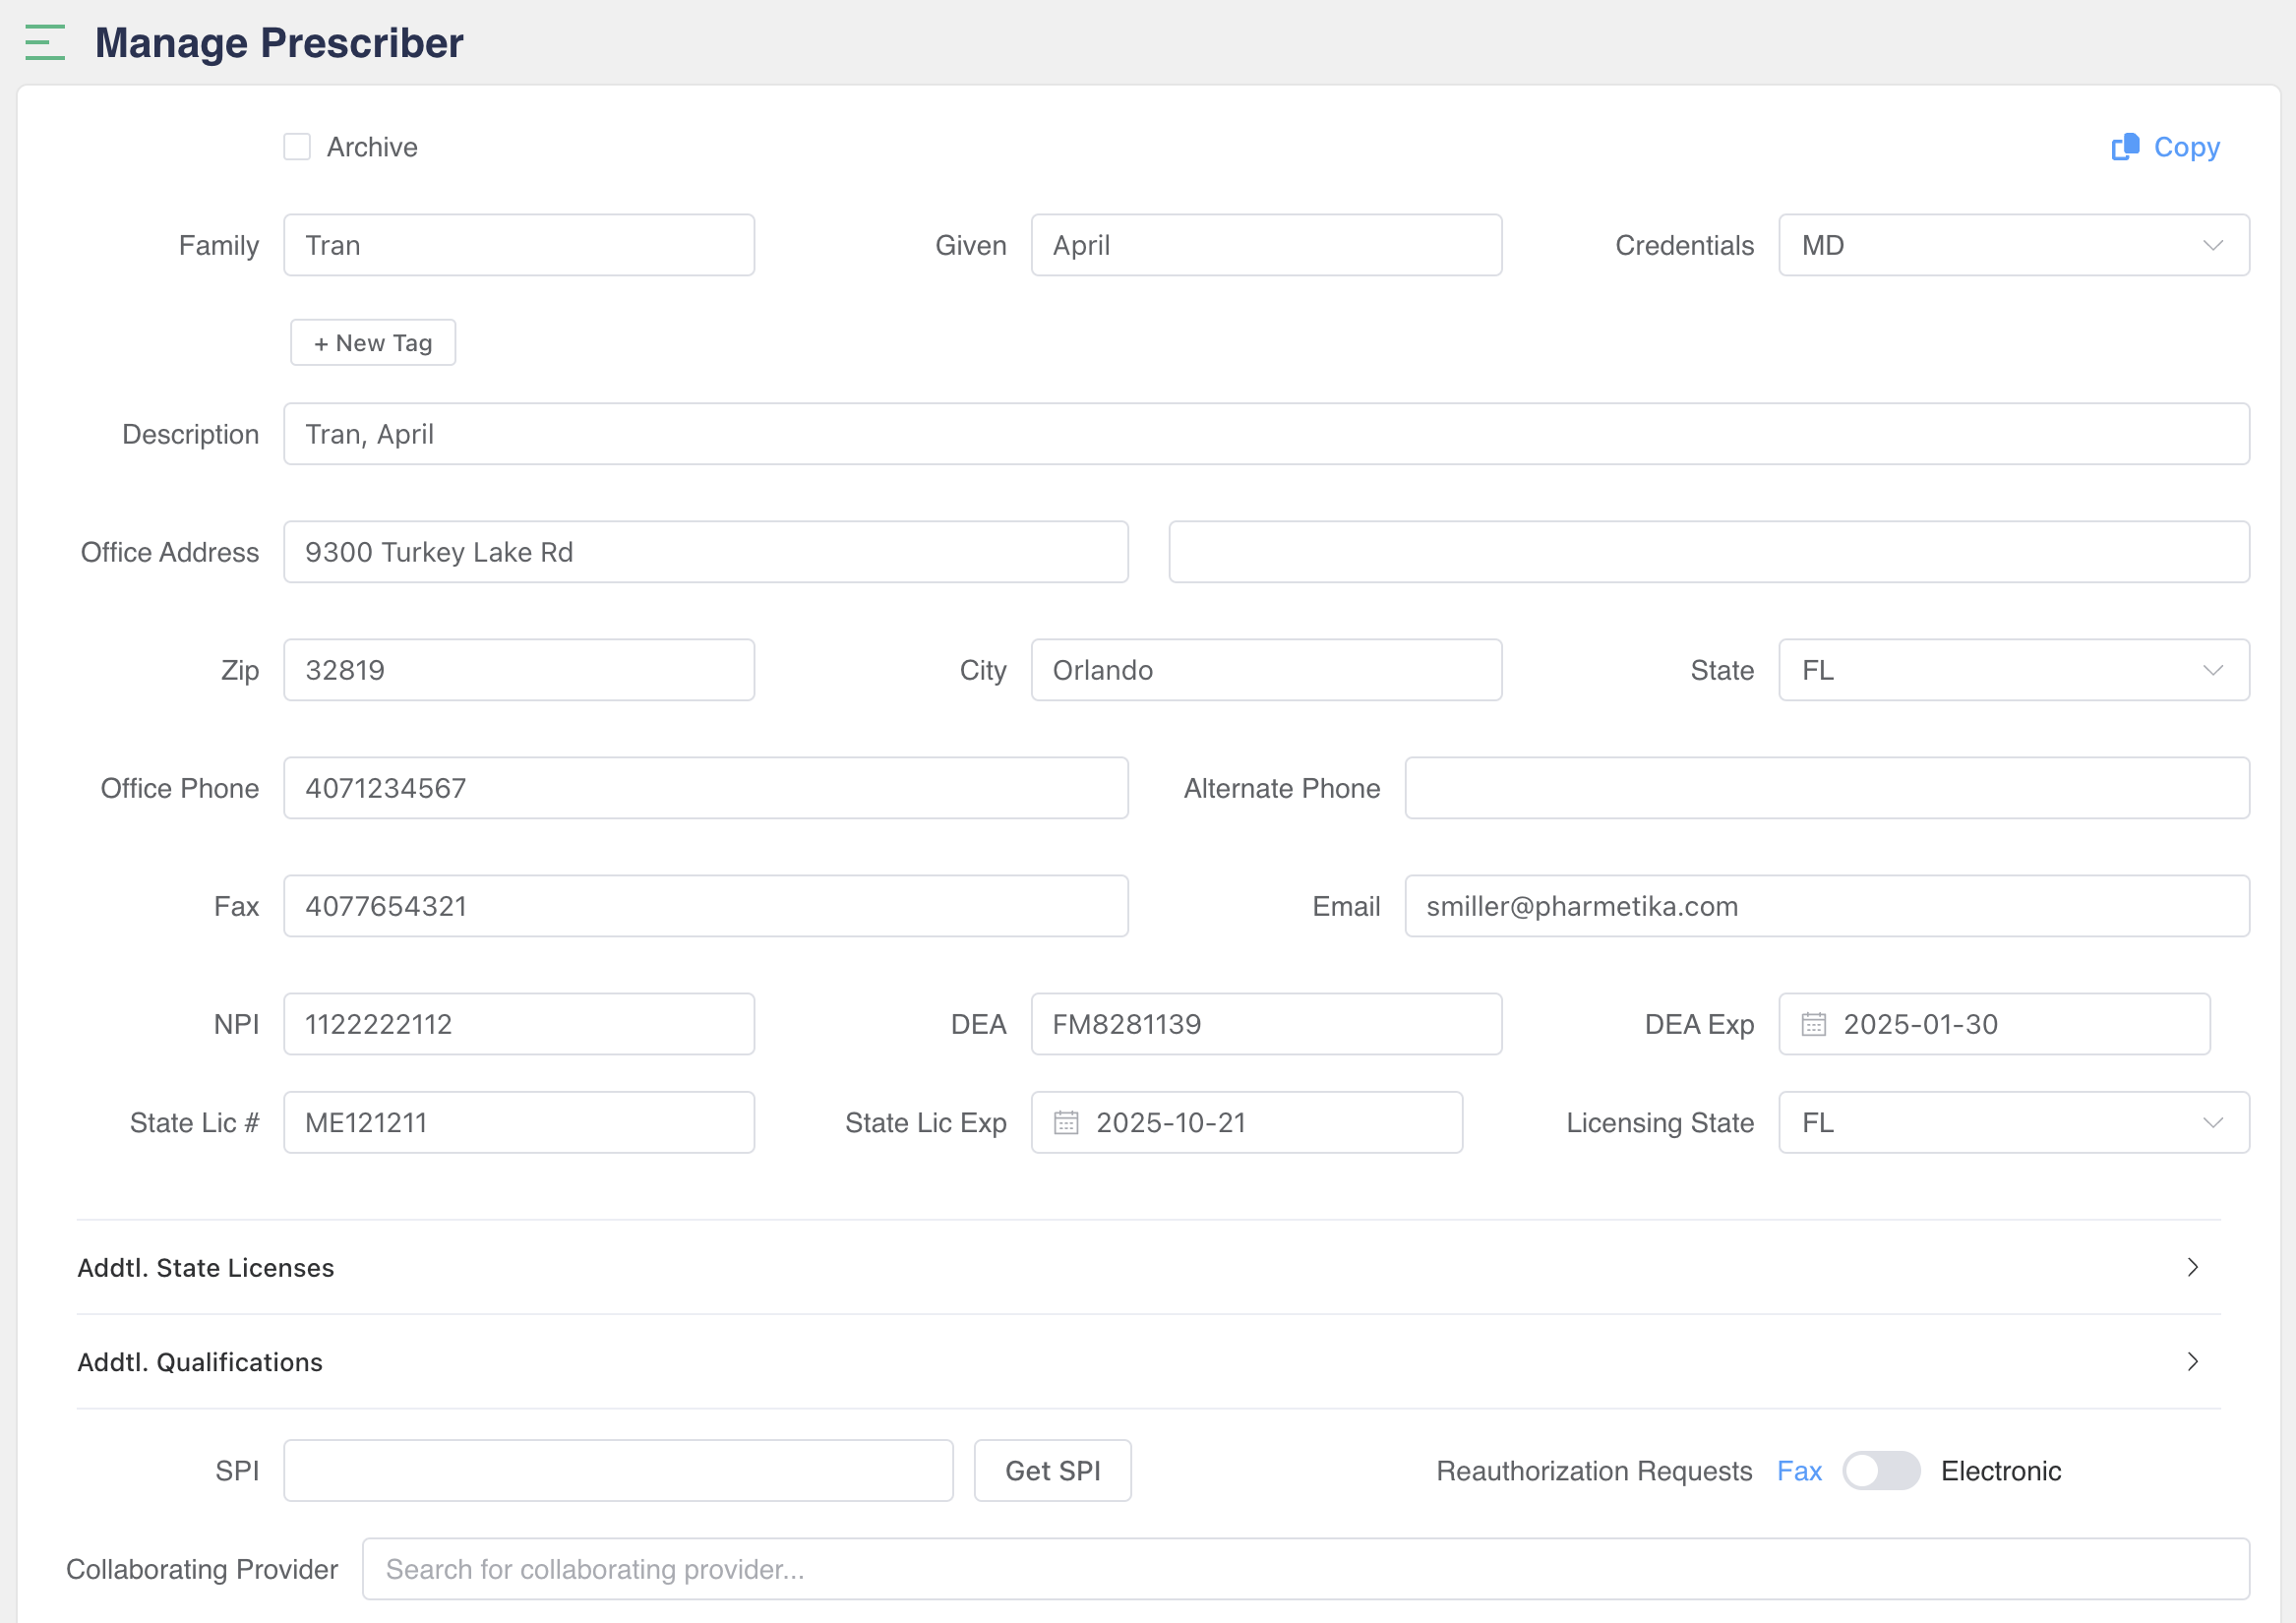 Manage Prescriber
Archive
Copy
Family Tran Given April Credentials MD
+ New Tag
Description Tran, April
Office Address 9300 Turkey Lake Rd
Zip 32819 City Orlando State FL
Office Phone 4071234567 Alternate Phone
Fax 4077654321 Email smiller@pharmetika.com
NPI 1122222112 DEA FM8281139 DEA Exp 2025-01-30
State Lic # ME121211 State Lic Exp 2025-10-21 Licensing State FL
Addtl. State Licenses
Addtl. Qualifications
SPI Get SPI Reauthorization Requests Fax Electronic
Collaborating Provider Search for collaborating provider...